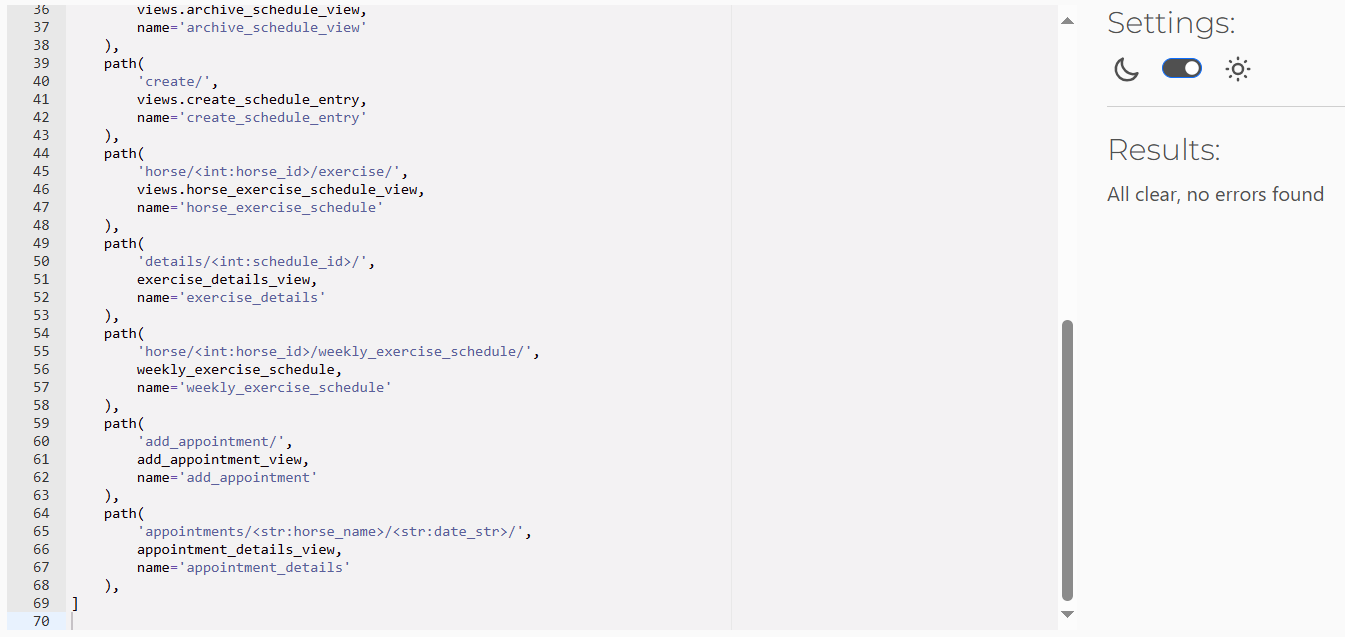 36 views.archive_schedule_view,
37 name='archive_schedule_view'
38 ),
39 path(
40 'create/',
41 views.create_schedule_entry,
42 name='create_schedule_entry'
43 ),
44 path(
45 'horse/<int:horse_id>/exercise/',
46 views.horse_exercise_schedule_view,
47 name='horse_exercise_schedule'
48 ),
49 path(
50 'details/<int:schedule_id>/',
51 exercise_details_view,
52 name='exercise_details'
53 ),
54 path(
55 'horse/<int:horse_id>/weekly_exercise_schedule/',
56 weekly_exercise_schedule,
57 name='weekly_exercise_schedule'
58 ),
59 path(
60 'add_appointment/',
61 add_appointment_view,
62 name='add_appointment'
63 ),
64 path(
65 'appointments/<str:horse_name>/<str:date_str>/',
66 appointment_details_view,
67 name='appointment_details'
68 ),
69 ]
70
Settings:
Results:
All clear, no errors found